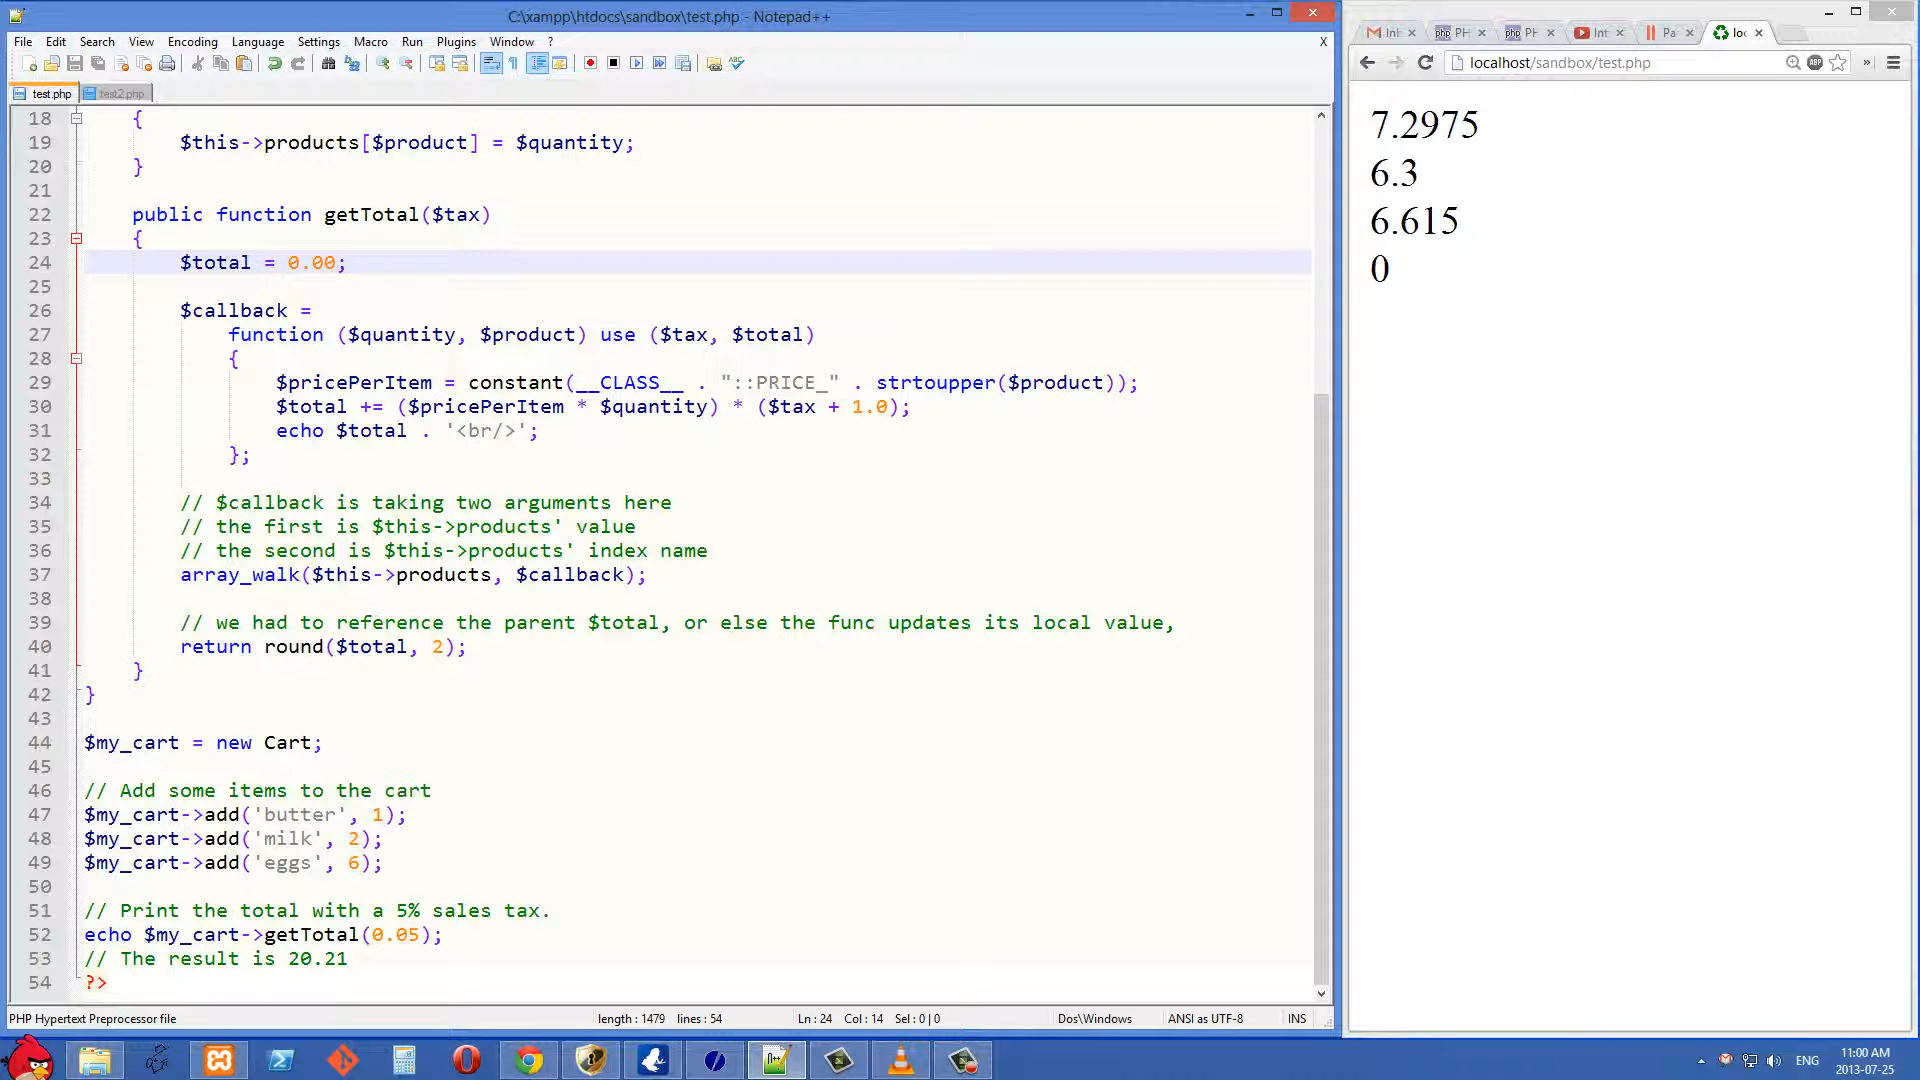 C:\xampp\htdocs\sandbox\test.php - Notepad++
File Edit Search View Encoding Language Settings Macro Run Plugins Window ? X
test.php test2.php
18 {
19 $this->products[$product] = $quantity;
20 }
21
22 public function getTotal($tax)
23 {
24 $total = 0.00;
25
26 $callback =
27 function ($quantity, $product) use ($tax, $total)
28 {
29 $pricePerItem = constant(__CLASS__ . "::PRICE_" . strtoupper($product));
30 $total += ($pricePerItem * $quantity) * ($tax + 1.0);
31 echo $total . '<br/>';
32 };
33
34 // $callback is taking two arguments here
35 // the first is $this->products' value
36 // the second is $this->products' index name
37 array_walk($this->products, $callback);
38
39 // we had to reference the parent $total, or else the func updates its local value,
40 return round($total, 2);
41 }
42 }
43
44 $my_cart = new Cart;
45
46 // Add some items to the cart
47 $my_cart->add('butter', 1);
48 $my_cart->add('milk', 2);
49 $my_cart->add('eggs', 6);
50
51 // Print the total with a 5% sales tax.
52 echo $my_cart->getTotal(0.05);
53 // The result is 20.21
54 ?>
PHP Hypertext Preprocessor file length : 1479 lines : 54 Ln : 24 Col : 14 Sel : 0 | 0 Dos\Windows ANSI as UTF-8 INS
Inl PH PH Int Pa loc
localhost/sandbox/test.php ABP »
7.2975
6.3
6.615
0
ENG
11:00 AM
2013-07-25